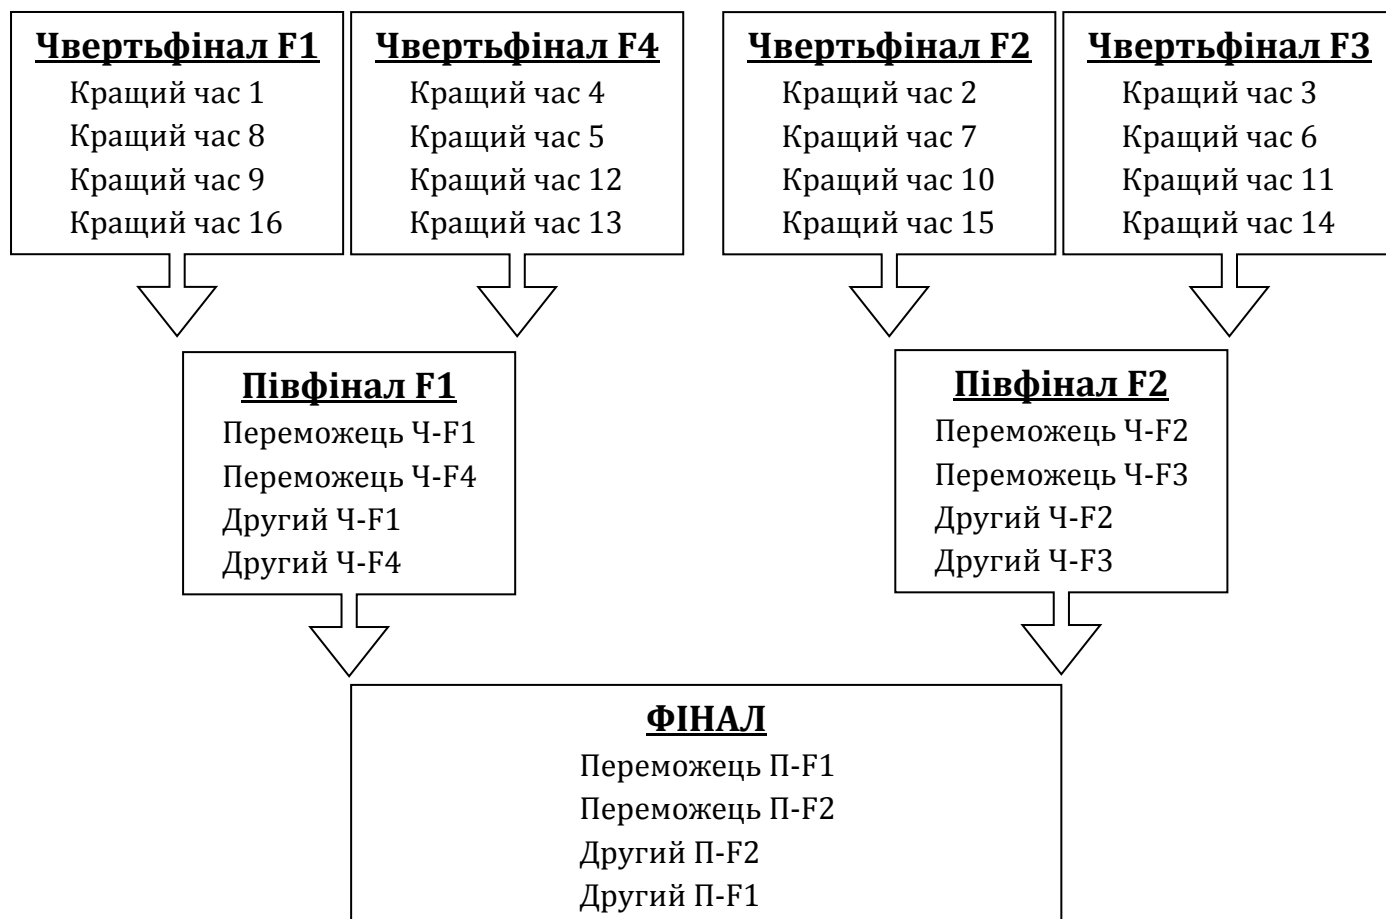 Чвертьфінал F1
Кращий час 1
Кращий час 8
Кращий час 9
Кращий час 16
Чвертьфінал F4
Кращий час 4
Кращий час 5
Кращий час 12
Кращий час 13
Чвертьфінал F2
Кращий час 2
Кращий час 7
Кращий час 10
Кращий час 15
Чвертьфінал F3
Кращий час 3
Кращий час 6
Кращий час 11
Кращий час 14
Півфінал F1
Переможець Ч-F1
Переможець Ч-F4
Другий Ч-F1
Другий Ч-F4
Півфінал F2
Переможець Ч-F2
Переможець Ч-F3
Другий Ч-F2
Другий Ч-F3
ФІНАЛ
Переможець П-F1
Переможець П-F2
Другий П-F2
Другий П-F1